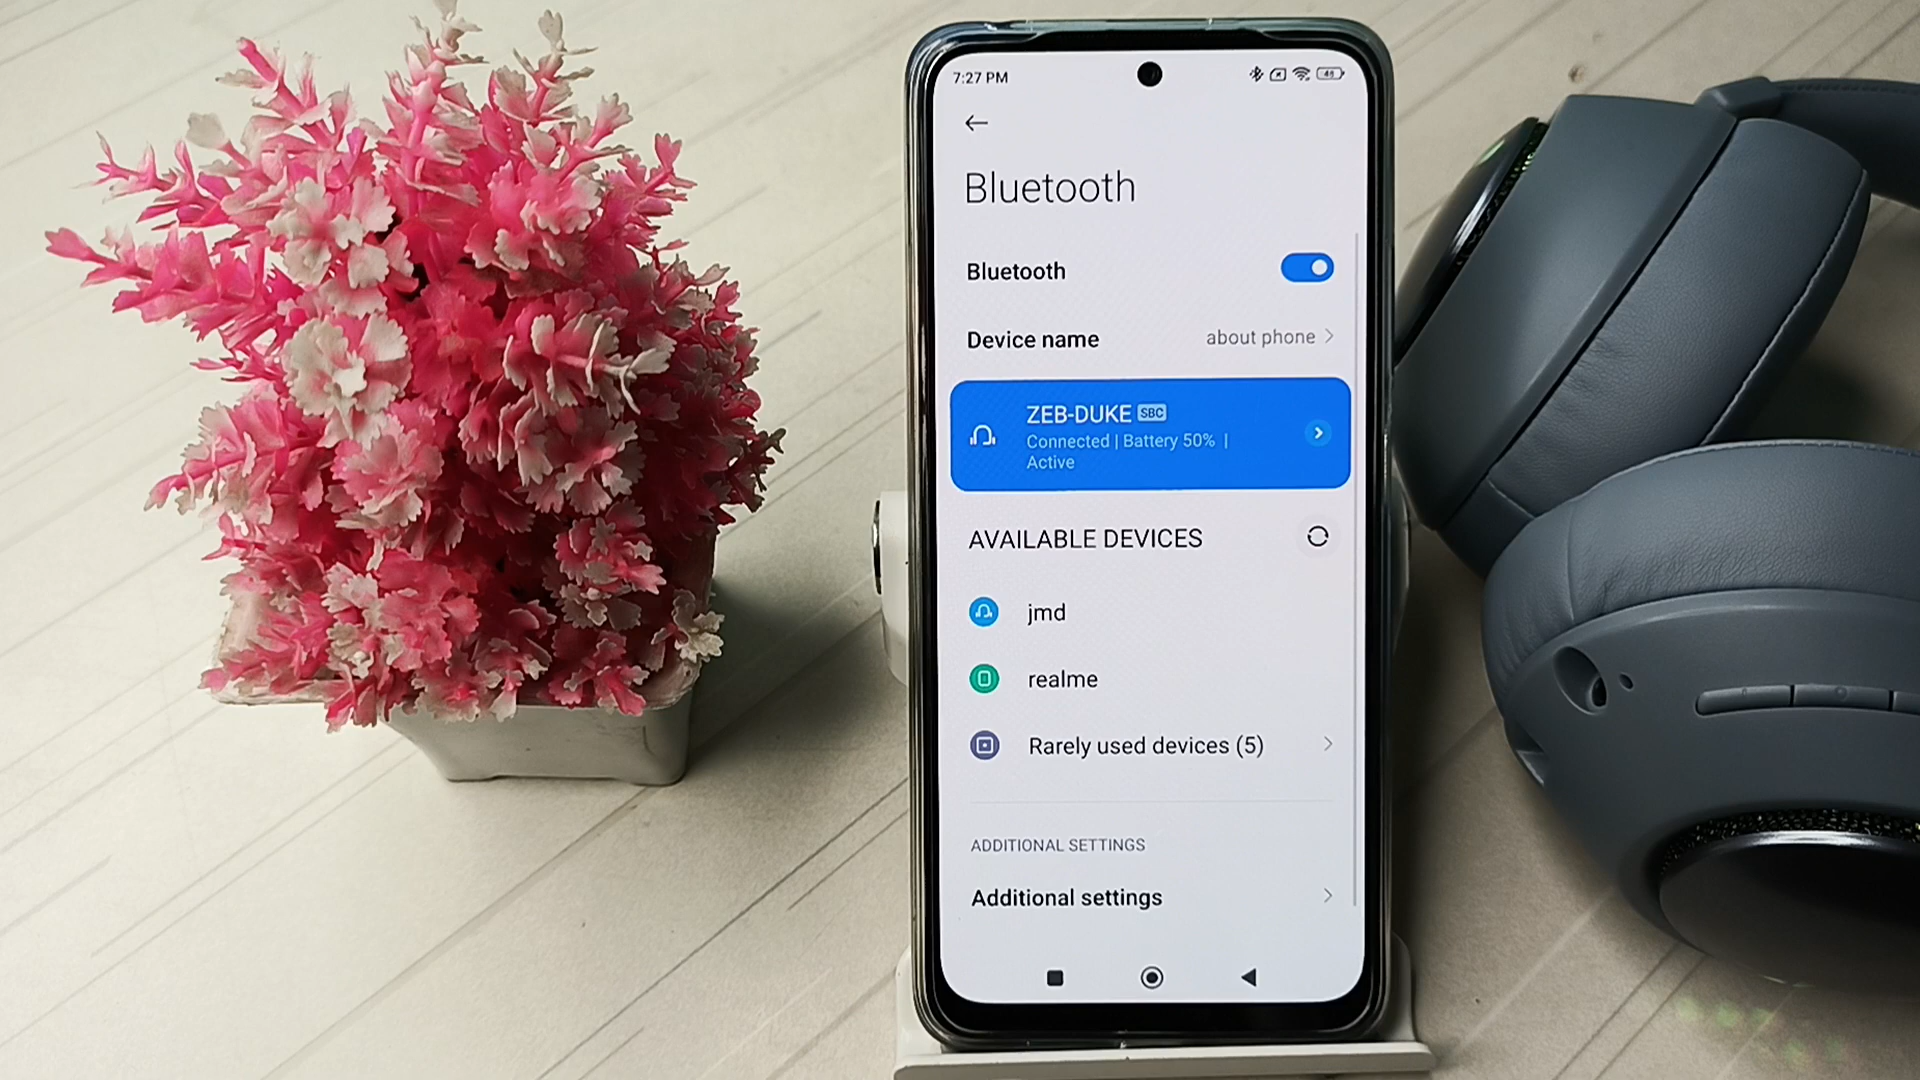 7:27 PM
Bluetooth
Bluetooth
Device name about phone
ZEB-DUKE SBC
Connected | Battery 50% |
Active
AVAILABLE DEVICES
jmd
realme
Rarely used devices (5)
ADDITIONAL SETTINGS
Additional settings